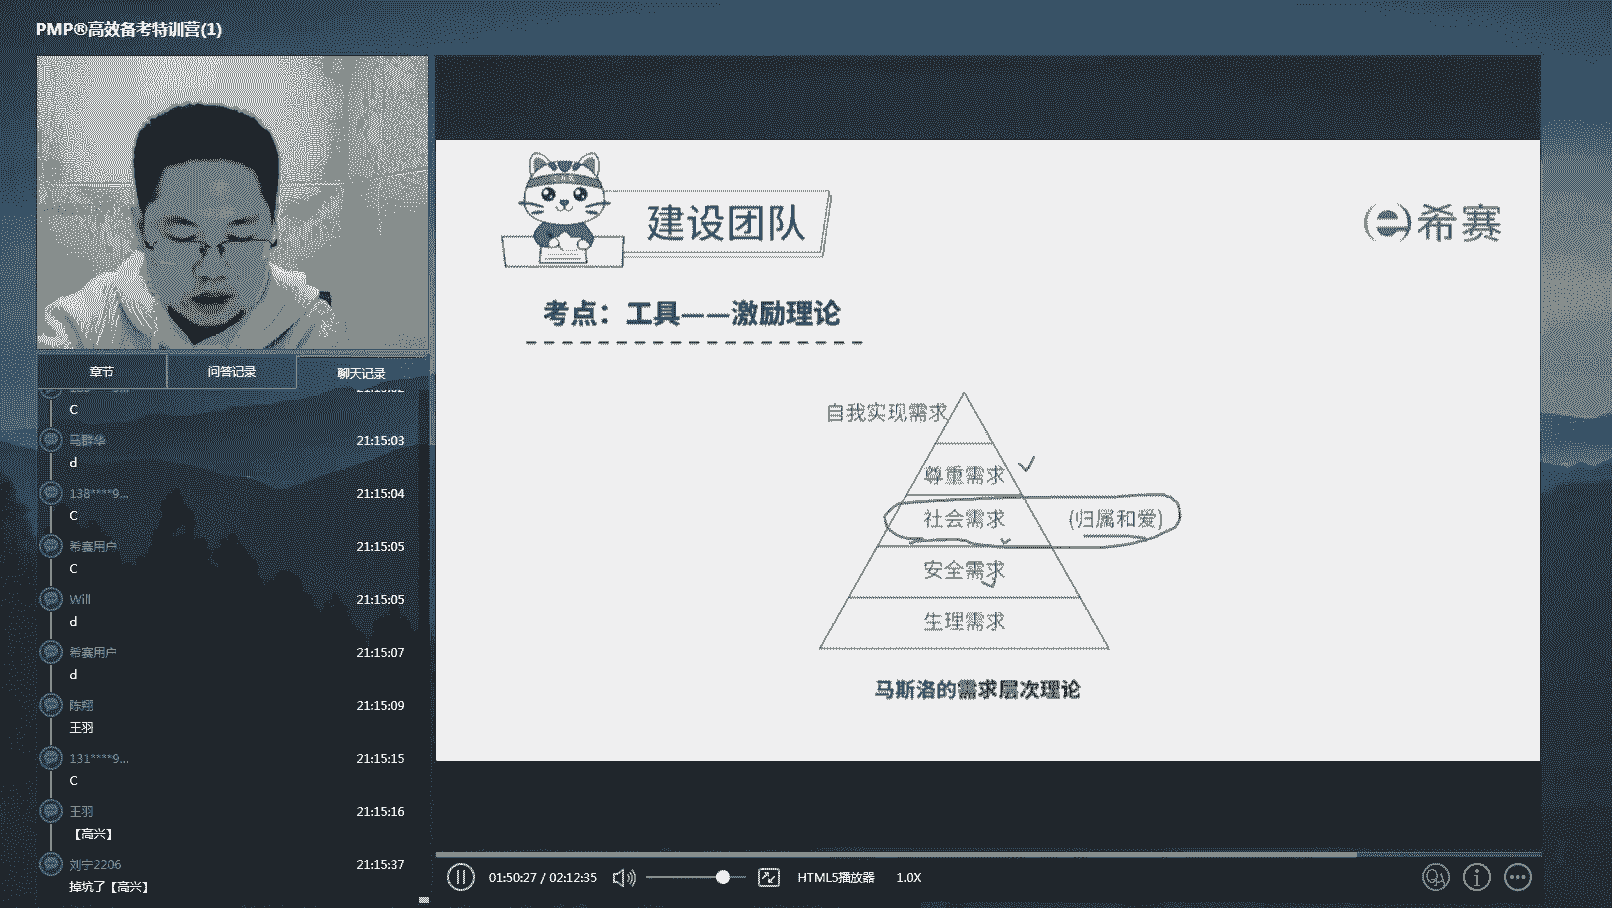 PMP®高效备考特训营(1)
章节
问答记录
聊天记录
C
马群华
21:15:03
d
138****9...
21:15:04
C
希赛用户
21:15:05
C
Will
21:15:05
d
希赛用户
21:15:07
d
陈翔
21:15:09
王羽
131****9...
21:15:15
C
王羽
21:15:16
【高兴】
刘宁2206
21:15:37
掉坑了【高兴】
建设团队
希赛
考点：工具——激励理论
自我实现需求
尊重需求
社会需求 (归属和爱)
安全需求
生理需求
马斯洛的需求层次理论
01:50:27 / 02:12:35
HTML5播放器
1.0X